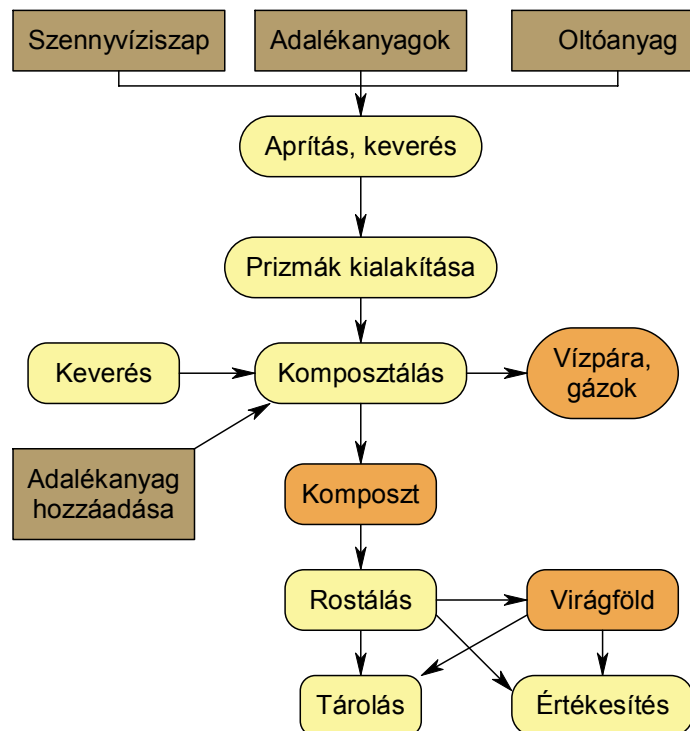 Szennyvíziszap
Adalékanyagok
Oltóanyag
Aprítás, keverés
Prizmák kialakítása
Keverés
Komposztálás
Vízpára,
gázok
Adalékanyag
hozzáadása
Komposzt
Rostálás
Virágföld
Tárolás
Értékesítés